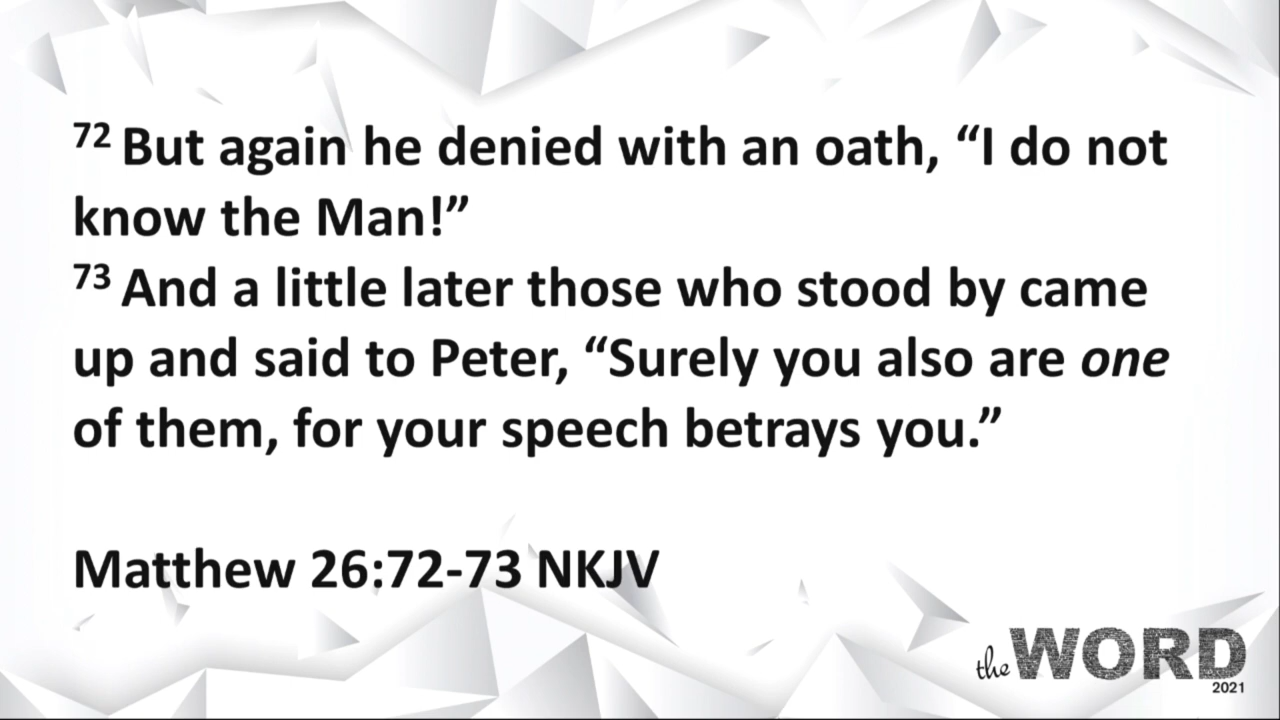 72 But again he denied with an oath, “I do not
know the Man!”
73 And a little later those who stood by came
up and said to Peter, “Surely you also are one
of them, for your speech betrays you.”
Matthew 26:72-73 NKJV
the WORD
2021